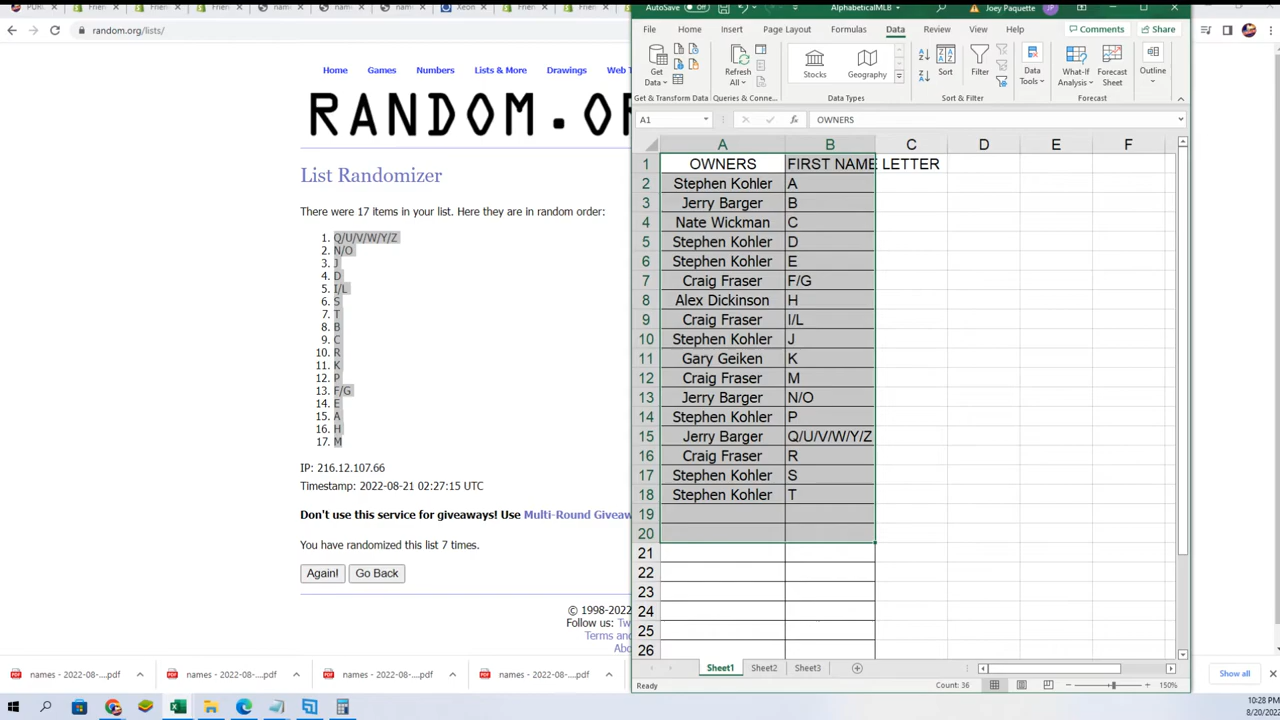 random.org/lists/
Home Games Numbers Lists & More Drawings Web T
RANDOM.O
List Randomizer
There were 17 items in your list. Here they are in random order:
1. Q/U/V/W/Y/Z
2. N/O
3. J
4. D
5. I/L
6. S
7. T
8. B
9. C
10. R
11. K
12. P
13. F/G
14. E
15. A
16. H
17. M
IP: 216.12.107.66
Timestamp: 2022-08-21 02:27:15 UTC
Don't use this service for giveaways! Use Multi-Round Giveaw
You have randomized this list 7 times.
Again! Go Back
© 1998-2022
Follow us: Tw
Terms and
Abo
AutoSave Off AlphabeticalMLB Joey Paquette JP
File Home Insert Page Layout Formulas Data Review View Help Comments Share
Get Data Refresh All Stocks Geography Sort Filter Data Tools What-If Analysis Forecast Sheet Outline
Get & Transform Data Queries & Conne... Data Types Sort & Filter Forecast
A1 fx OWNERS
A B C D E F
1 OWNERS FIRST NAME LETTER
2 Stephen Kohler A
3 Jerry Barger B
4 Nate Wickman C
5 Stephen Kohler D
6 Stephen Kohler E
7 Craig Fraser F/G
8 Alex Dickinson H
9 Craig Fraser I/L
10 Stephen Kohler J
11 Gary Geiken K
12 Craig Fraser M
13 Jerry Barger N/O
14 Stephen Kohler P
15 Jerry Barger Q/U/V/W/Y/Z
16 Craig Fraser R
17 Stephen Kohler S
18 Stephen Kohler T
19
20
21
22
23
24
25
26
Sheet1 Sheet2 Sheet3
Ready Count: 36 150%
names - 2022-08-....pdf names - 2022-08-....pdf names - 2022-08-....pdf names - 2022-08-....pdf Show all
10:28 PM
8/20/2022